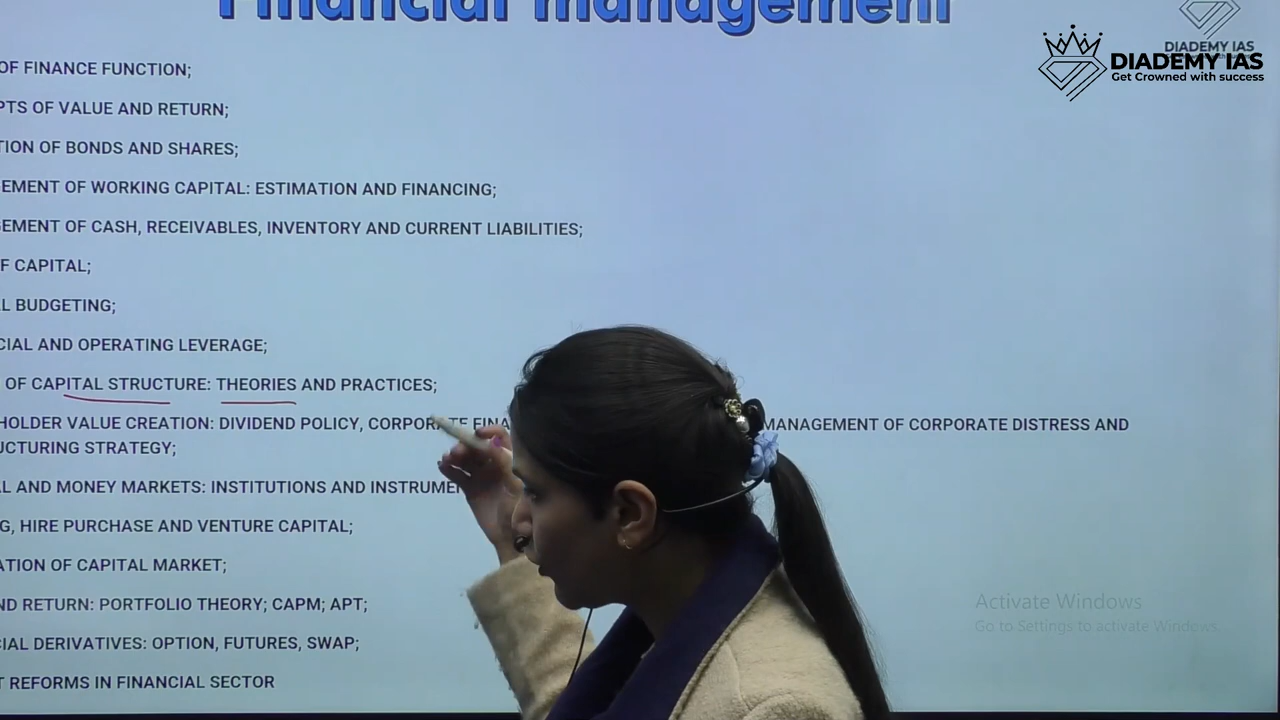 Financial management
DIADEMY IAS
DIADEMY IAS
Get Crowned with success
OF FINANCE FUNCTION;
PTS OF VALUE AND RETURN;
TION OF BONDS AND SHARES;
EMENT OF WORKING CAPITAL: ESTIMATION AND FINANCING;
EMENT OF CASH, RECEIVABLES, INVENTORY AND CURRENT LIABILITIES;
F CAPITAL;
L BUDGETING;
CIAL AND OPERATING LEVERAGE;
OF CAPITAL STRUCTURE: THEORIES AND PRACTICES;
HOLDER VALUE CREATION: DIVIDEND POLICY, CORPORATE FINA MANAGEMENT OF CORPORATE DISTRESS AND
UCTURING STRATEGY;
L AND MONEY MARKETS: INSTITUTIONS AND INSTRUME
G, HIRE PURCHASE AND VENTURE CAPITAL;
ATION OF CAPITAL MARKET;
ND RETURN: PORTFOLIO THEORY; CAPM; APT;
CIAL DERIVATIVES: OPTION, FUTURES, SWAP;
T REFORMS IN FINANCIAL SECTOR
Activate Windows
Go to Settings to activate Windows.